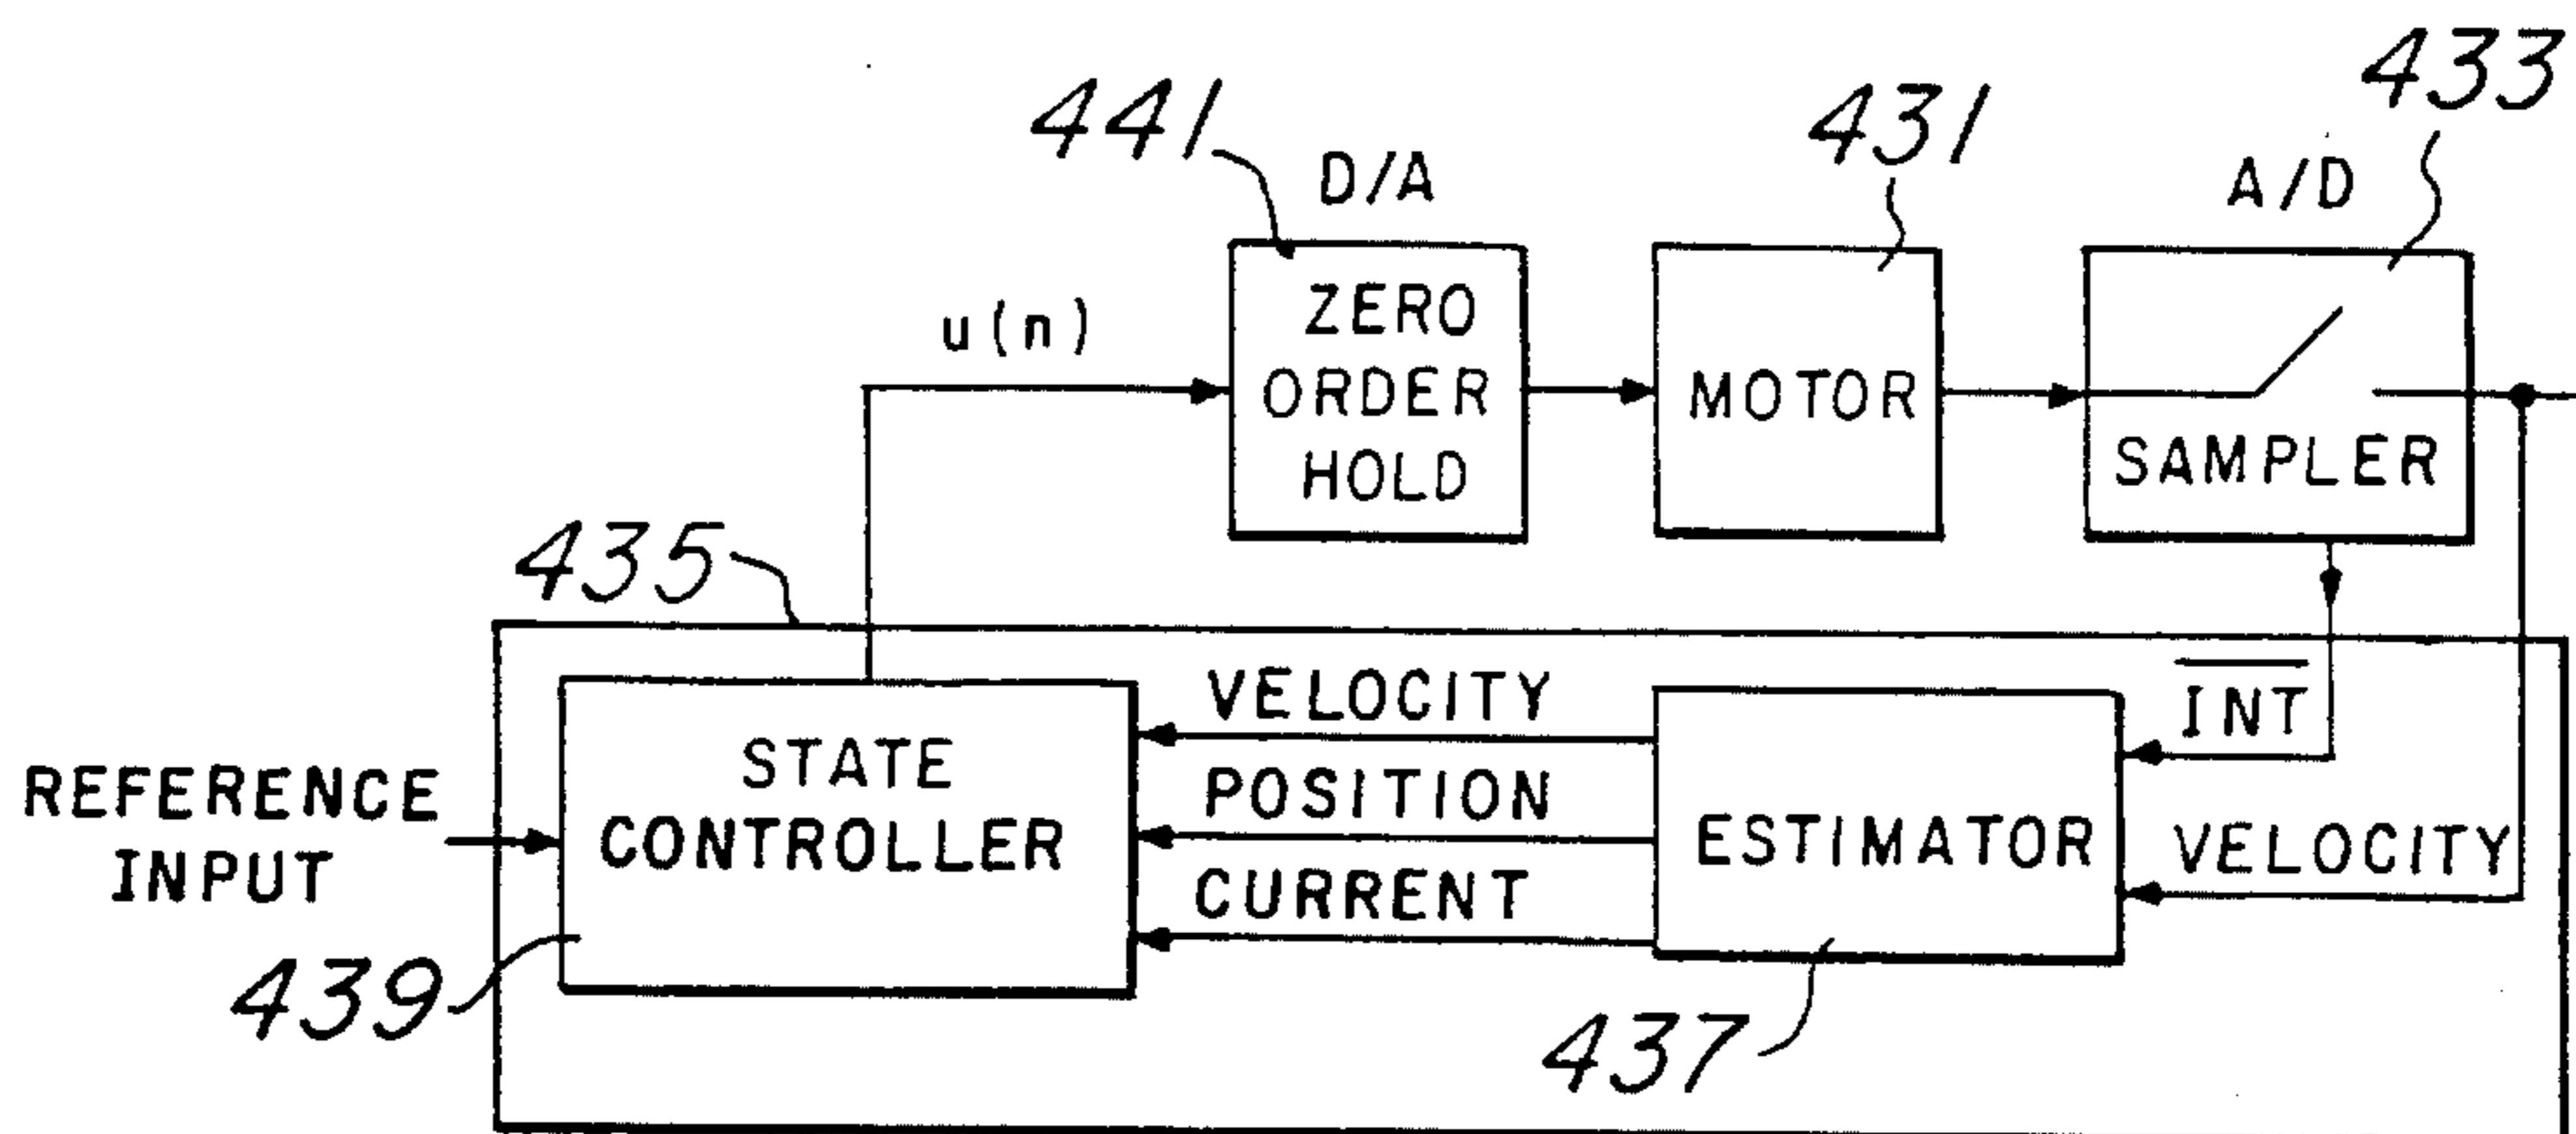 433
441
431
D/A
A/D
ZERO
ORDER
HOLD
u(n)
MOTOR
SAMPLER
435
VELOCITY
POSITION
CURRENT
INT
STATE
CONTROLLER
REFERENCE
INPUT
ESTIMATOR
VELOCITY
439
437